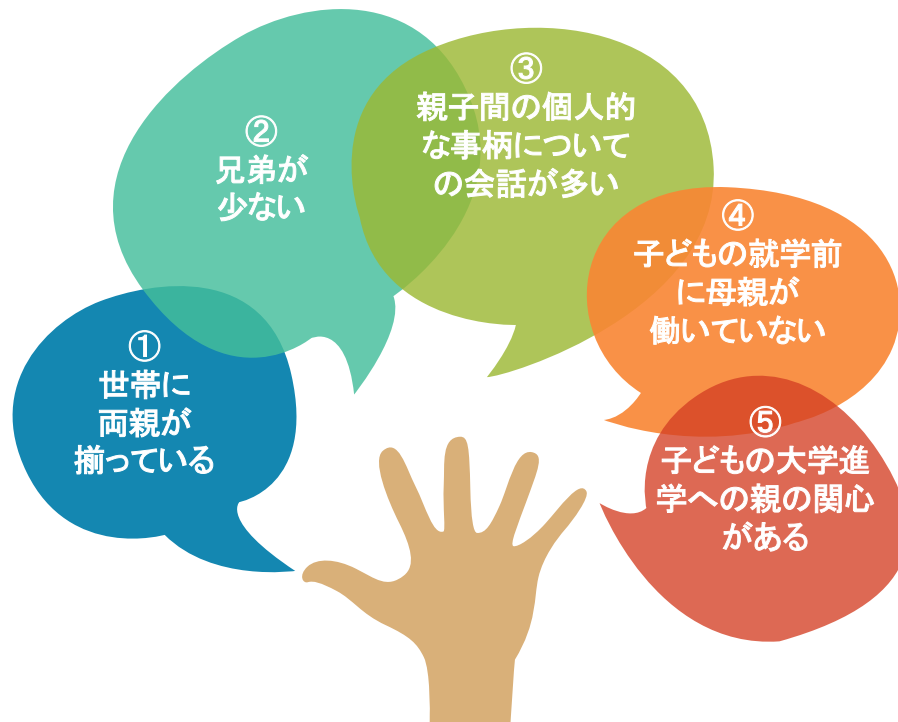 ①
世帯に
両親が
揃っている
②
兄弟が
少ない
③
親子間の個人的
な事柄について
の会話が多い
④
子どもの就学前
に母親が
働いていない
⑤
子どもの大学進
学への親の関心
がある